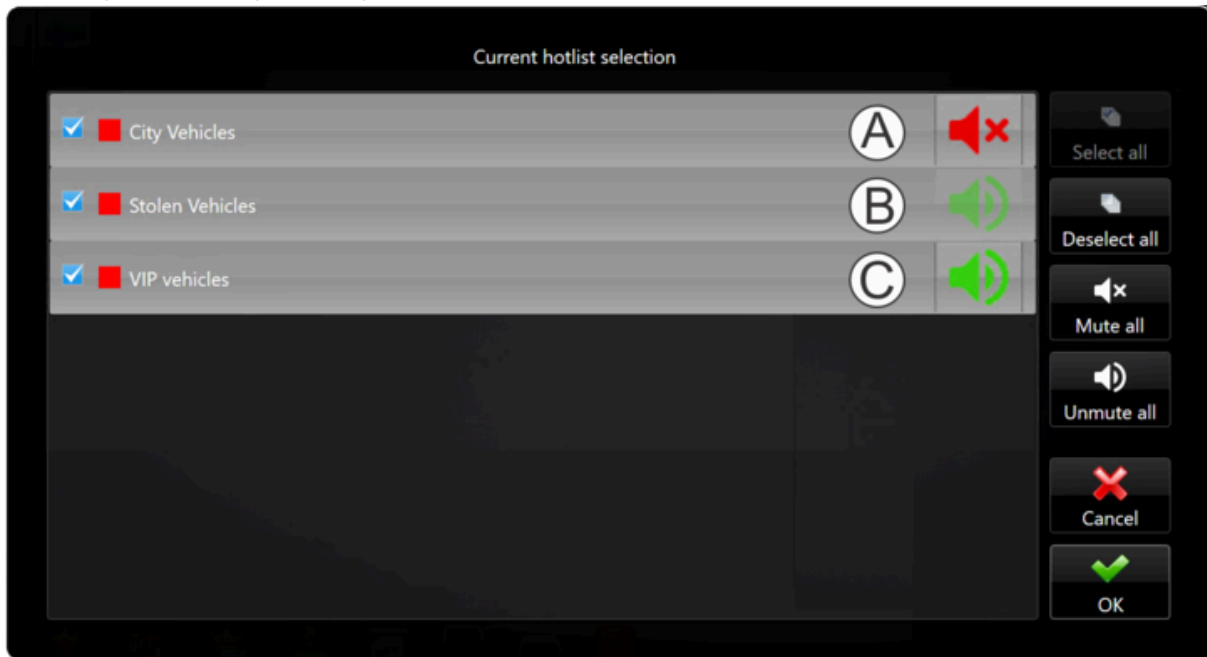 Current hotlist selection
City Vehicles
A
Select all
Stolen Vehicles
B
Deselect all
VIP vehicles
C
Mute all
Unmute all
Cancel
OK